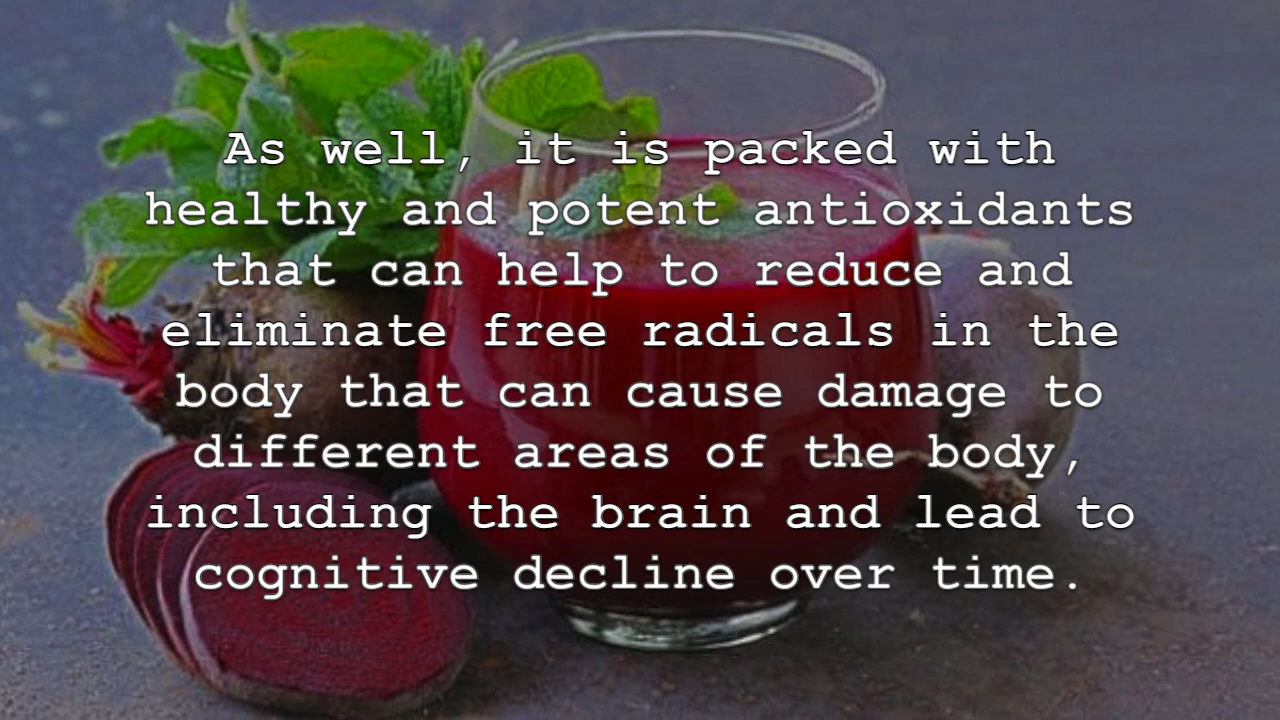 As well, it is packed with
healthy and potent antioxidants
that can help to reduce and
eliminate free radicals in the
body that can cause damage to
different areas of the body,
including the brain and lead to
cognitive decline over time.